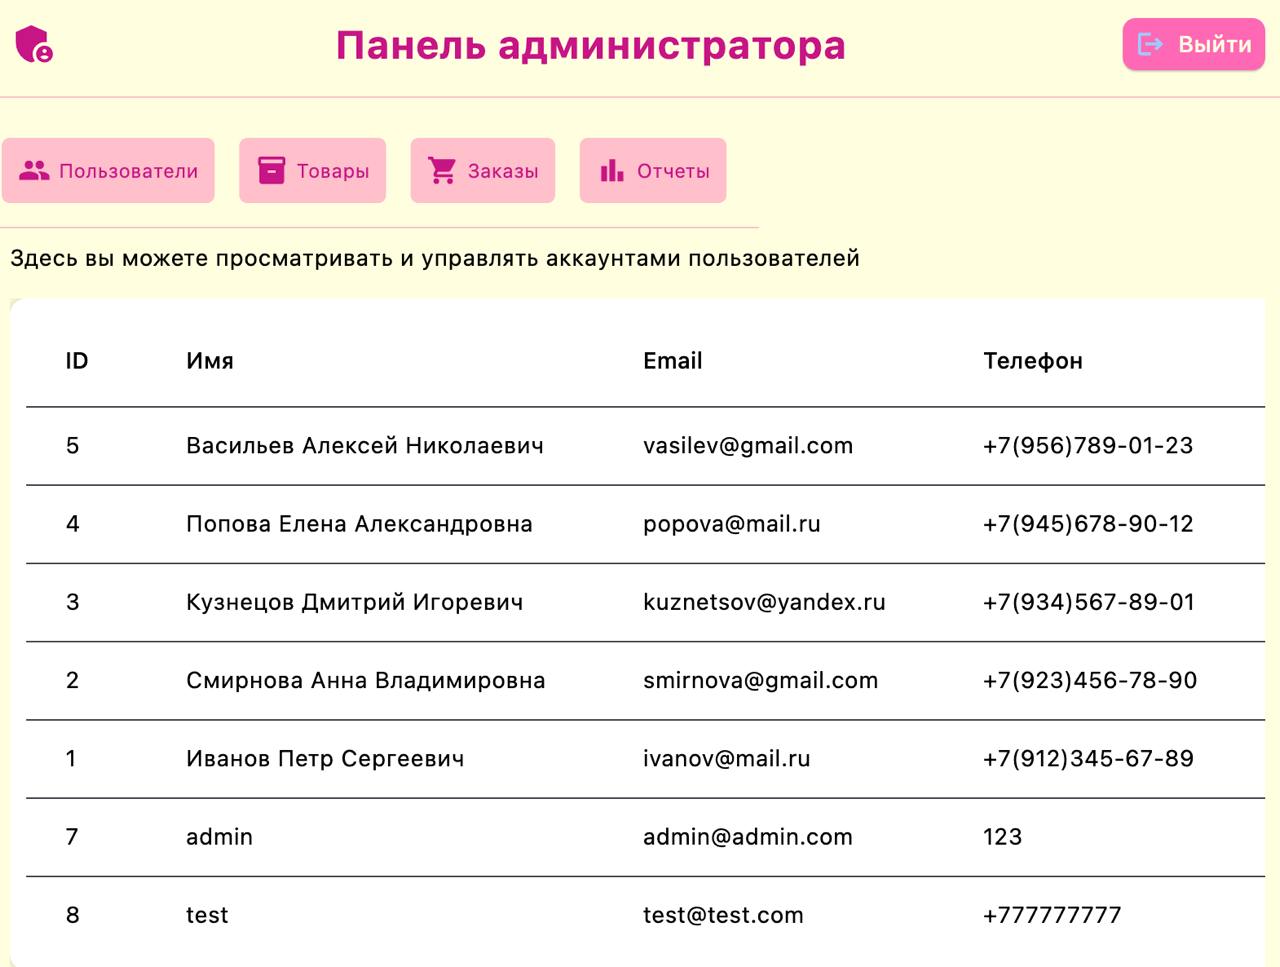 Панель администратора
Выйти
Пользователи Товары Заказы Отчеты
Здесь вы можете просматривать и управлять аккаунтами пользователей
ID Имя Email Телефон
5 Васильев Алексей Николаевич vasilev@gmail.com +7(956)789-01-23
4 Попова Елена Александровна popova@mail.ru +7(945)678-90-12
3 Кузнецов Дмитрий Игоревич kuznetsov@yandex.ru +7(934)567-89-01
2 Смирнова Анна Владимировна smirnova@gmail.com +7(923)456-78-90
1 Иванов Петр Сергеевич ivanov@mail.ru +7(912)345-67-89
7 admin admin@admin.com 123
8 test test@test.com +777777777